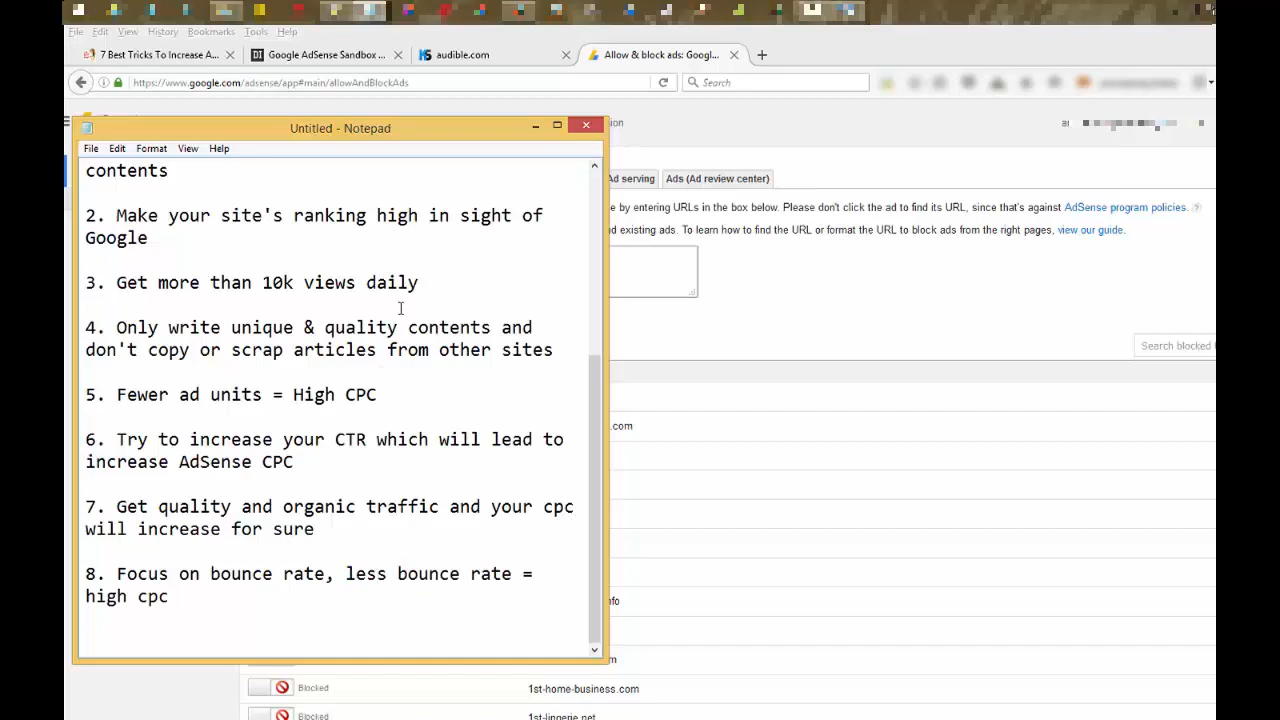 File Edit View History Bookmarks Tools Help
7 Best Tricks To Increase A...
Google AdSense Sandbox ...
audible.com
Allow & block ads: Googl...
https://www.google.com/adsense/app#main/allowAndBlockAds
Search
Untitled - Notepad
File Edit Format View Help
contents
2. Make your site's ranking high in sight of
Google
3. Get more than 10k views daily
4. Only write unique & quality contents and
don't copy or scrap articles from other sites
5. Fewer ad units = High CPC
6. Try to increase your CTR which will lead to
increase AdSense CPC
7. Get quality and organic traffic and your cpc
will increase for sure
8. Focus on bounce rate, less bounce rate =
high cpc
Ad serving
Ads (Ad review center)
by entering URLs in the box below. Please don't click the ad to find its URL, since that's against AdSense program policies.
existing ads. To learn how to find the URL or format the URL to block ads from the right pages, view our guide.
Search blocked
.com
Blocked 1st-home-business.com
Blocked 1st-lingerie.net